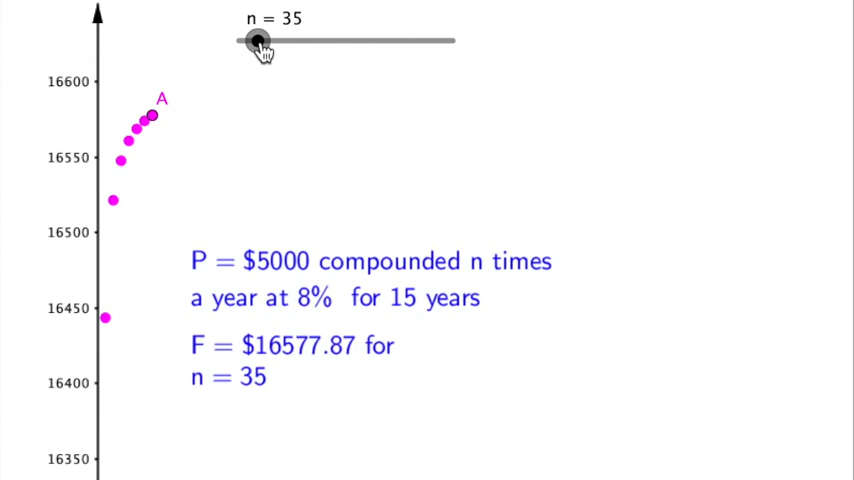 n = 35
16600
A
16550
16500
16450
16400
16350
P = $5000 compounded n times
a year at 8% for 15 years
F = $16577.87 for
n = 35